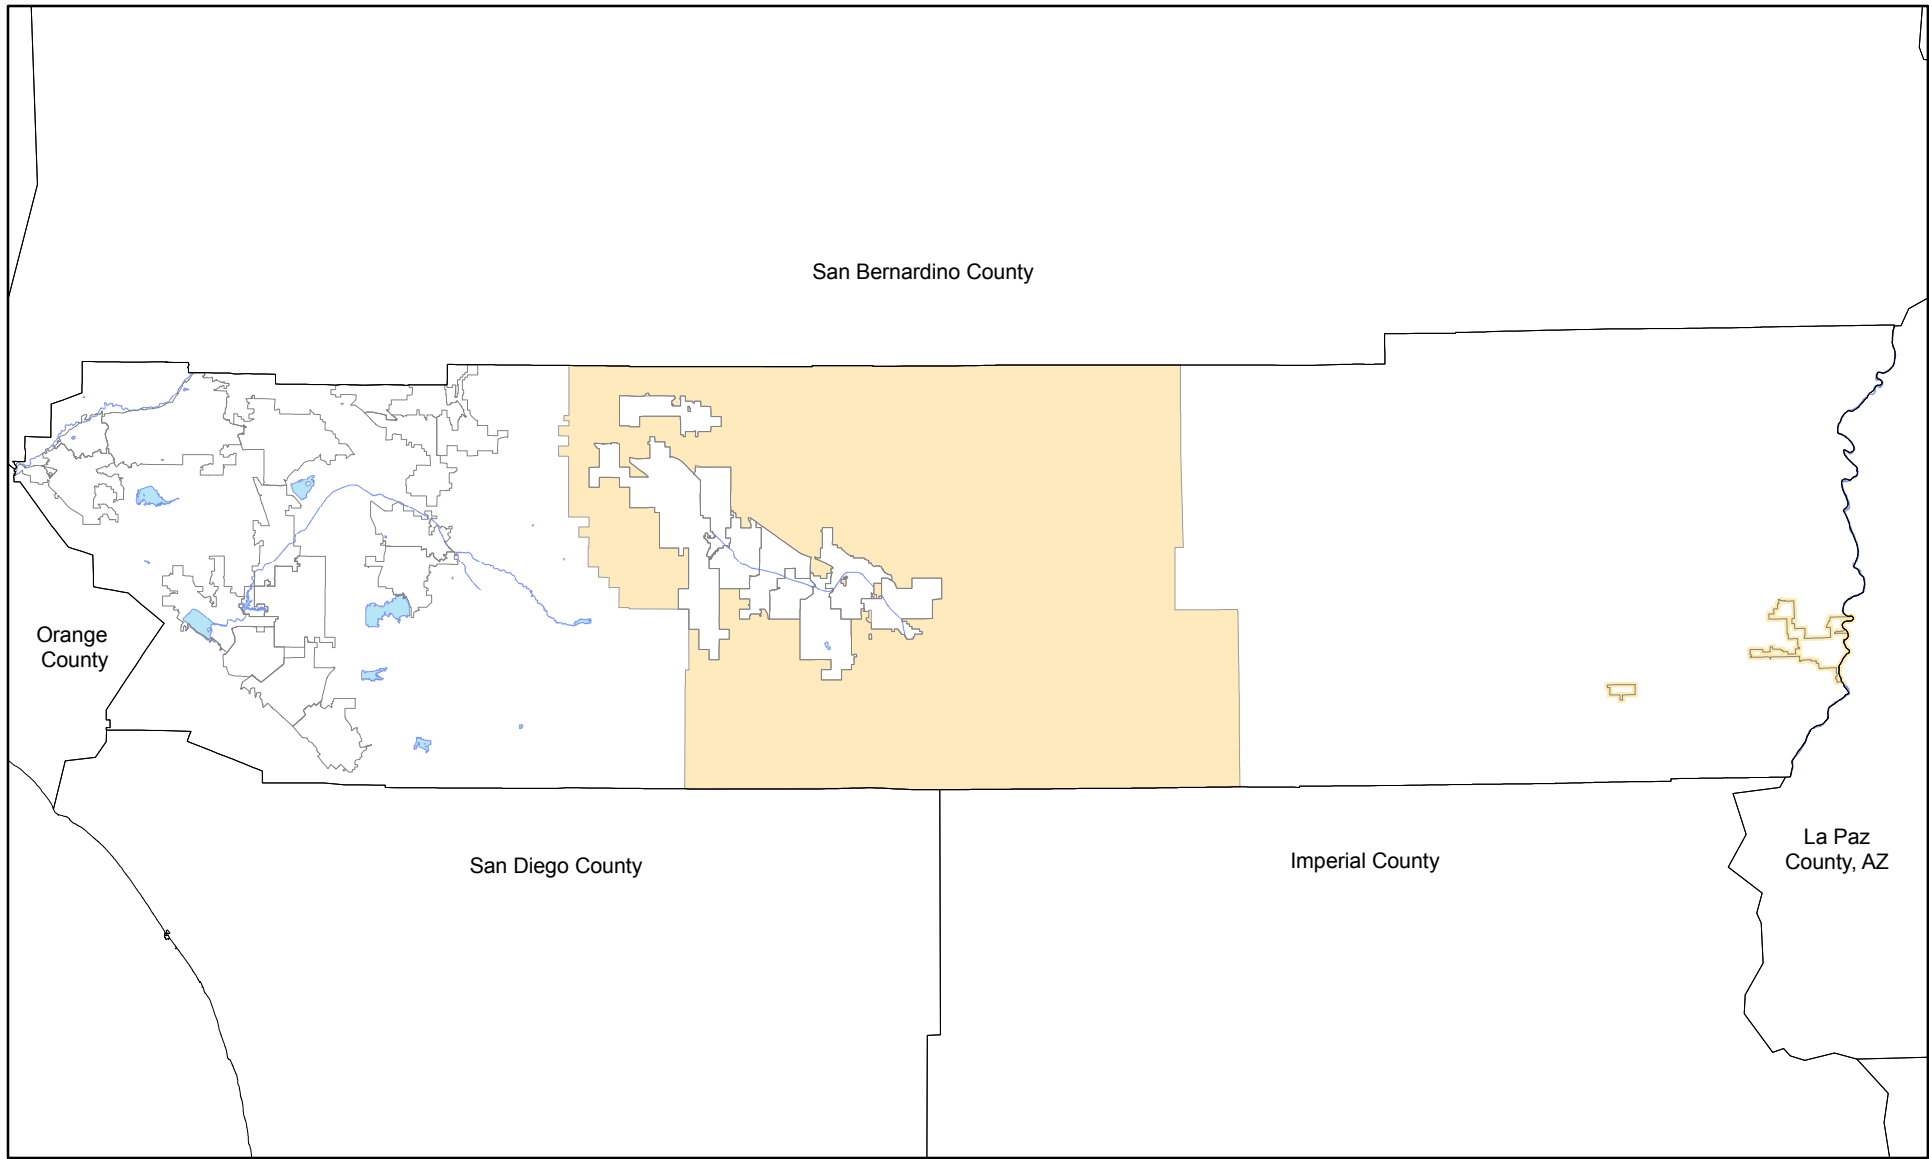 San Bernardino County
Orange
County
San Diego County
Imperial County
La Paz
County, AZ